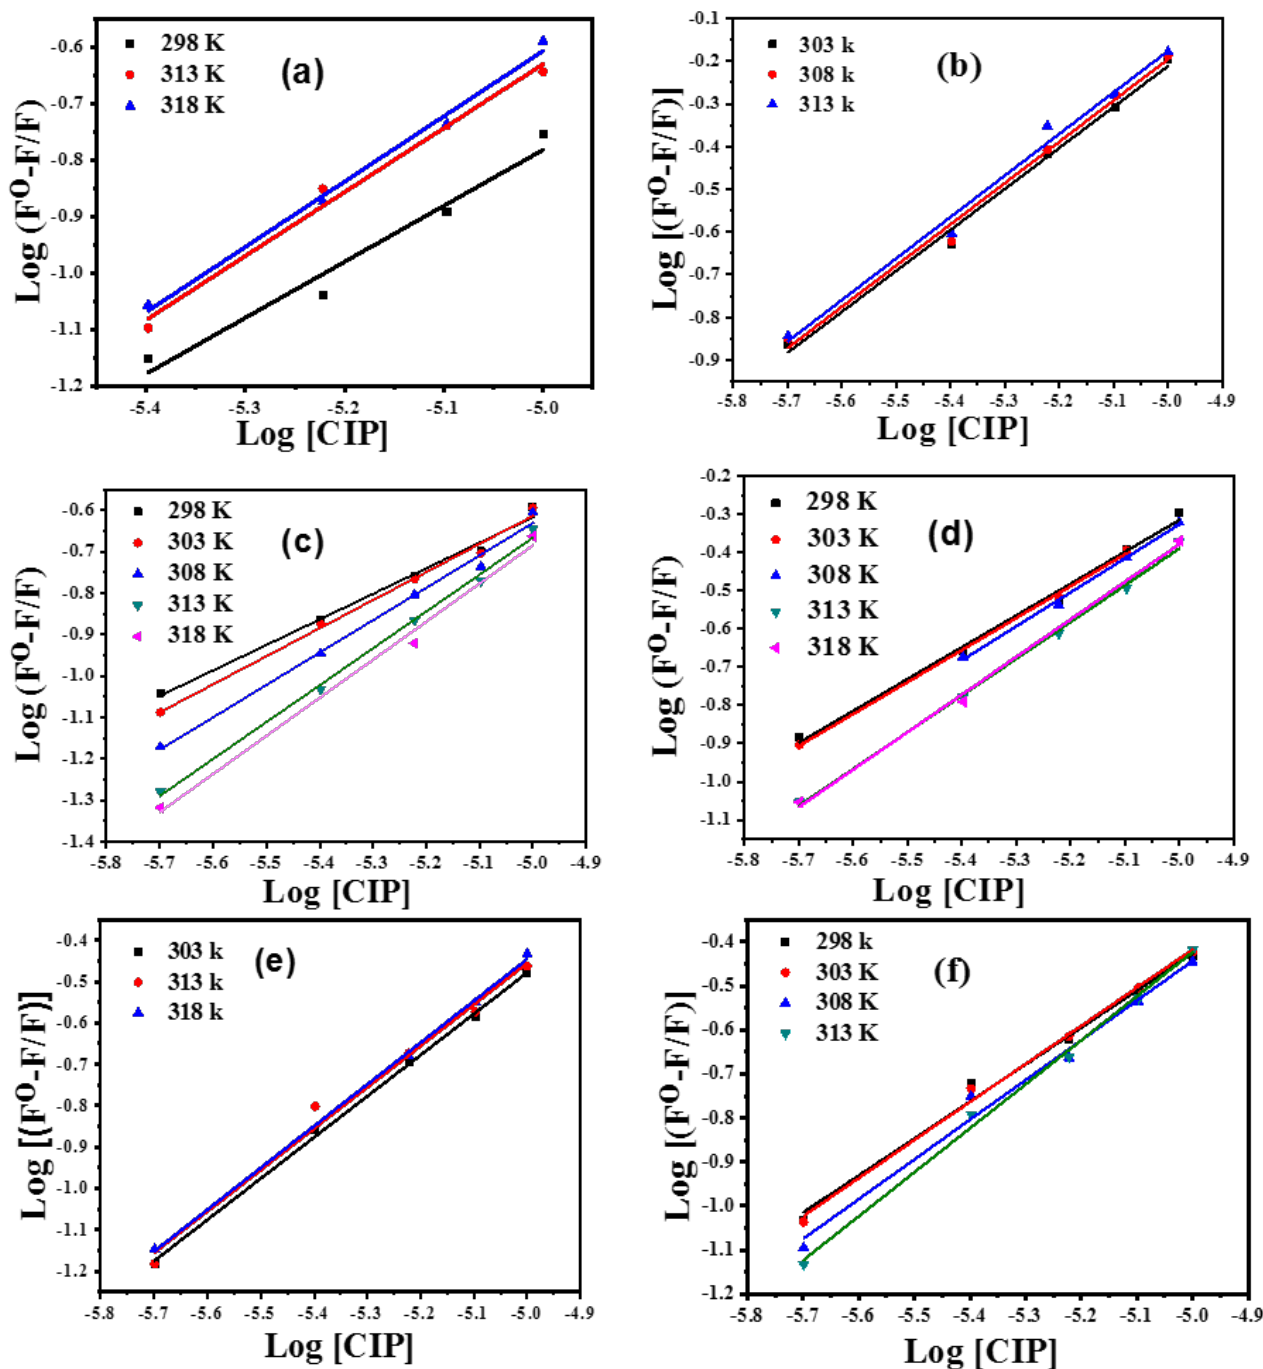 (a)
298 K
313 K
318 K
Log (F⁰-F/F)
-0.6
-0.7
-0.8
-0.9
-1.0
-1.1
-1.2
-5.4 -5.3 -5.2 -5.1 -5.0
Log [CIP]
(b)
303 k
308 k
313 k
Log [(F⁰-F/F)]
-0.1
-0.2
-0.3
-0.4
-0.5
-0.6
-0.7
-0.8
-0.9
-5.8 -5.7 -5.6 -5.5 -5.4 -5.3 -5.2 -5.1 -5.0 -4.9
Log [CIP]
(c)
298 K
303 K
308 K
313 K
318 K
Log (F⁰-F/F)
-0.6
-0.7
-0.8
-0.9
-1.0
-1.1
-1.2
-1.3
-1.4
-5.8 -5.7 -5.6 -5.5 -5.4 -5.3 -5.2 -5.1 -5.0 -4.9
Log [CIP]
(d)
298 K
303 K
308 K
313 K
318 K
Log (F⁰-F/F)
-0.2
-0.3
-0.4
-0.5
-0.6
-0.7
-0.8
-0.9
-1.0
-1.1
-5.8 -5.7 -5.6 -5.5 -5.4 -5.3 -5.2 -5.1 -5.0 -4.9
Log [CIP]
(e)
303 k
313 k
318 k
Log [(F⁰-F/F)]
-0.4
-0.5
-0.6
-0.7
-0.8
-0.9
-1.0
-1.1
-1.2
-5.8 -5.7 -5.6 -5.5 -5.4 -5.3 -5.2 -5.1 -5.0 -4.9
Log [CIP]
(f)
298 k
303 K
308 K
313 K
Log [(F⁰-F/F)]
-0.4
-0.5
-0.6
-0.7
-0.8
-0.9
-1.0
-1.1
-1.2
-5.8 -5.7 -5.6 -5.5 -5.4 -5.3 -5.2 -5.1 -5.0 -4.9
Log [CIP]